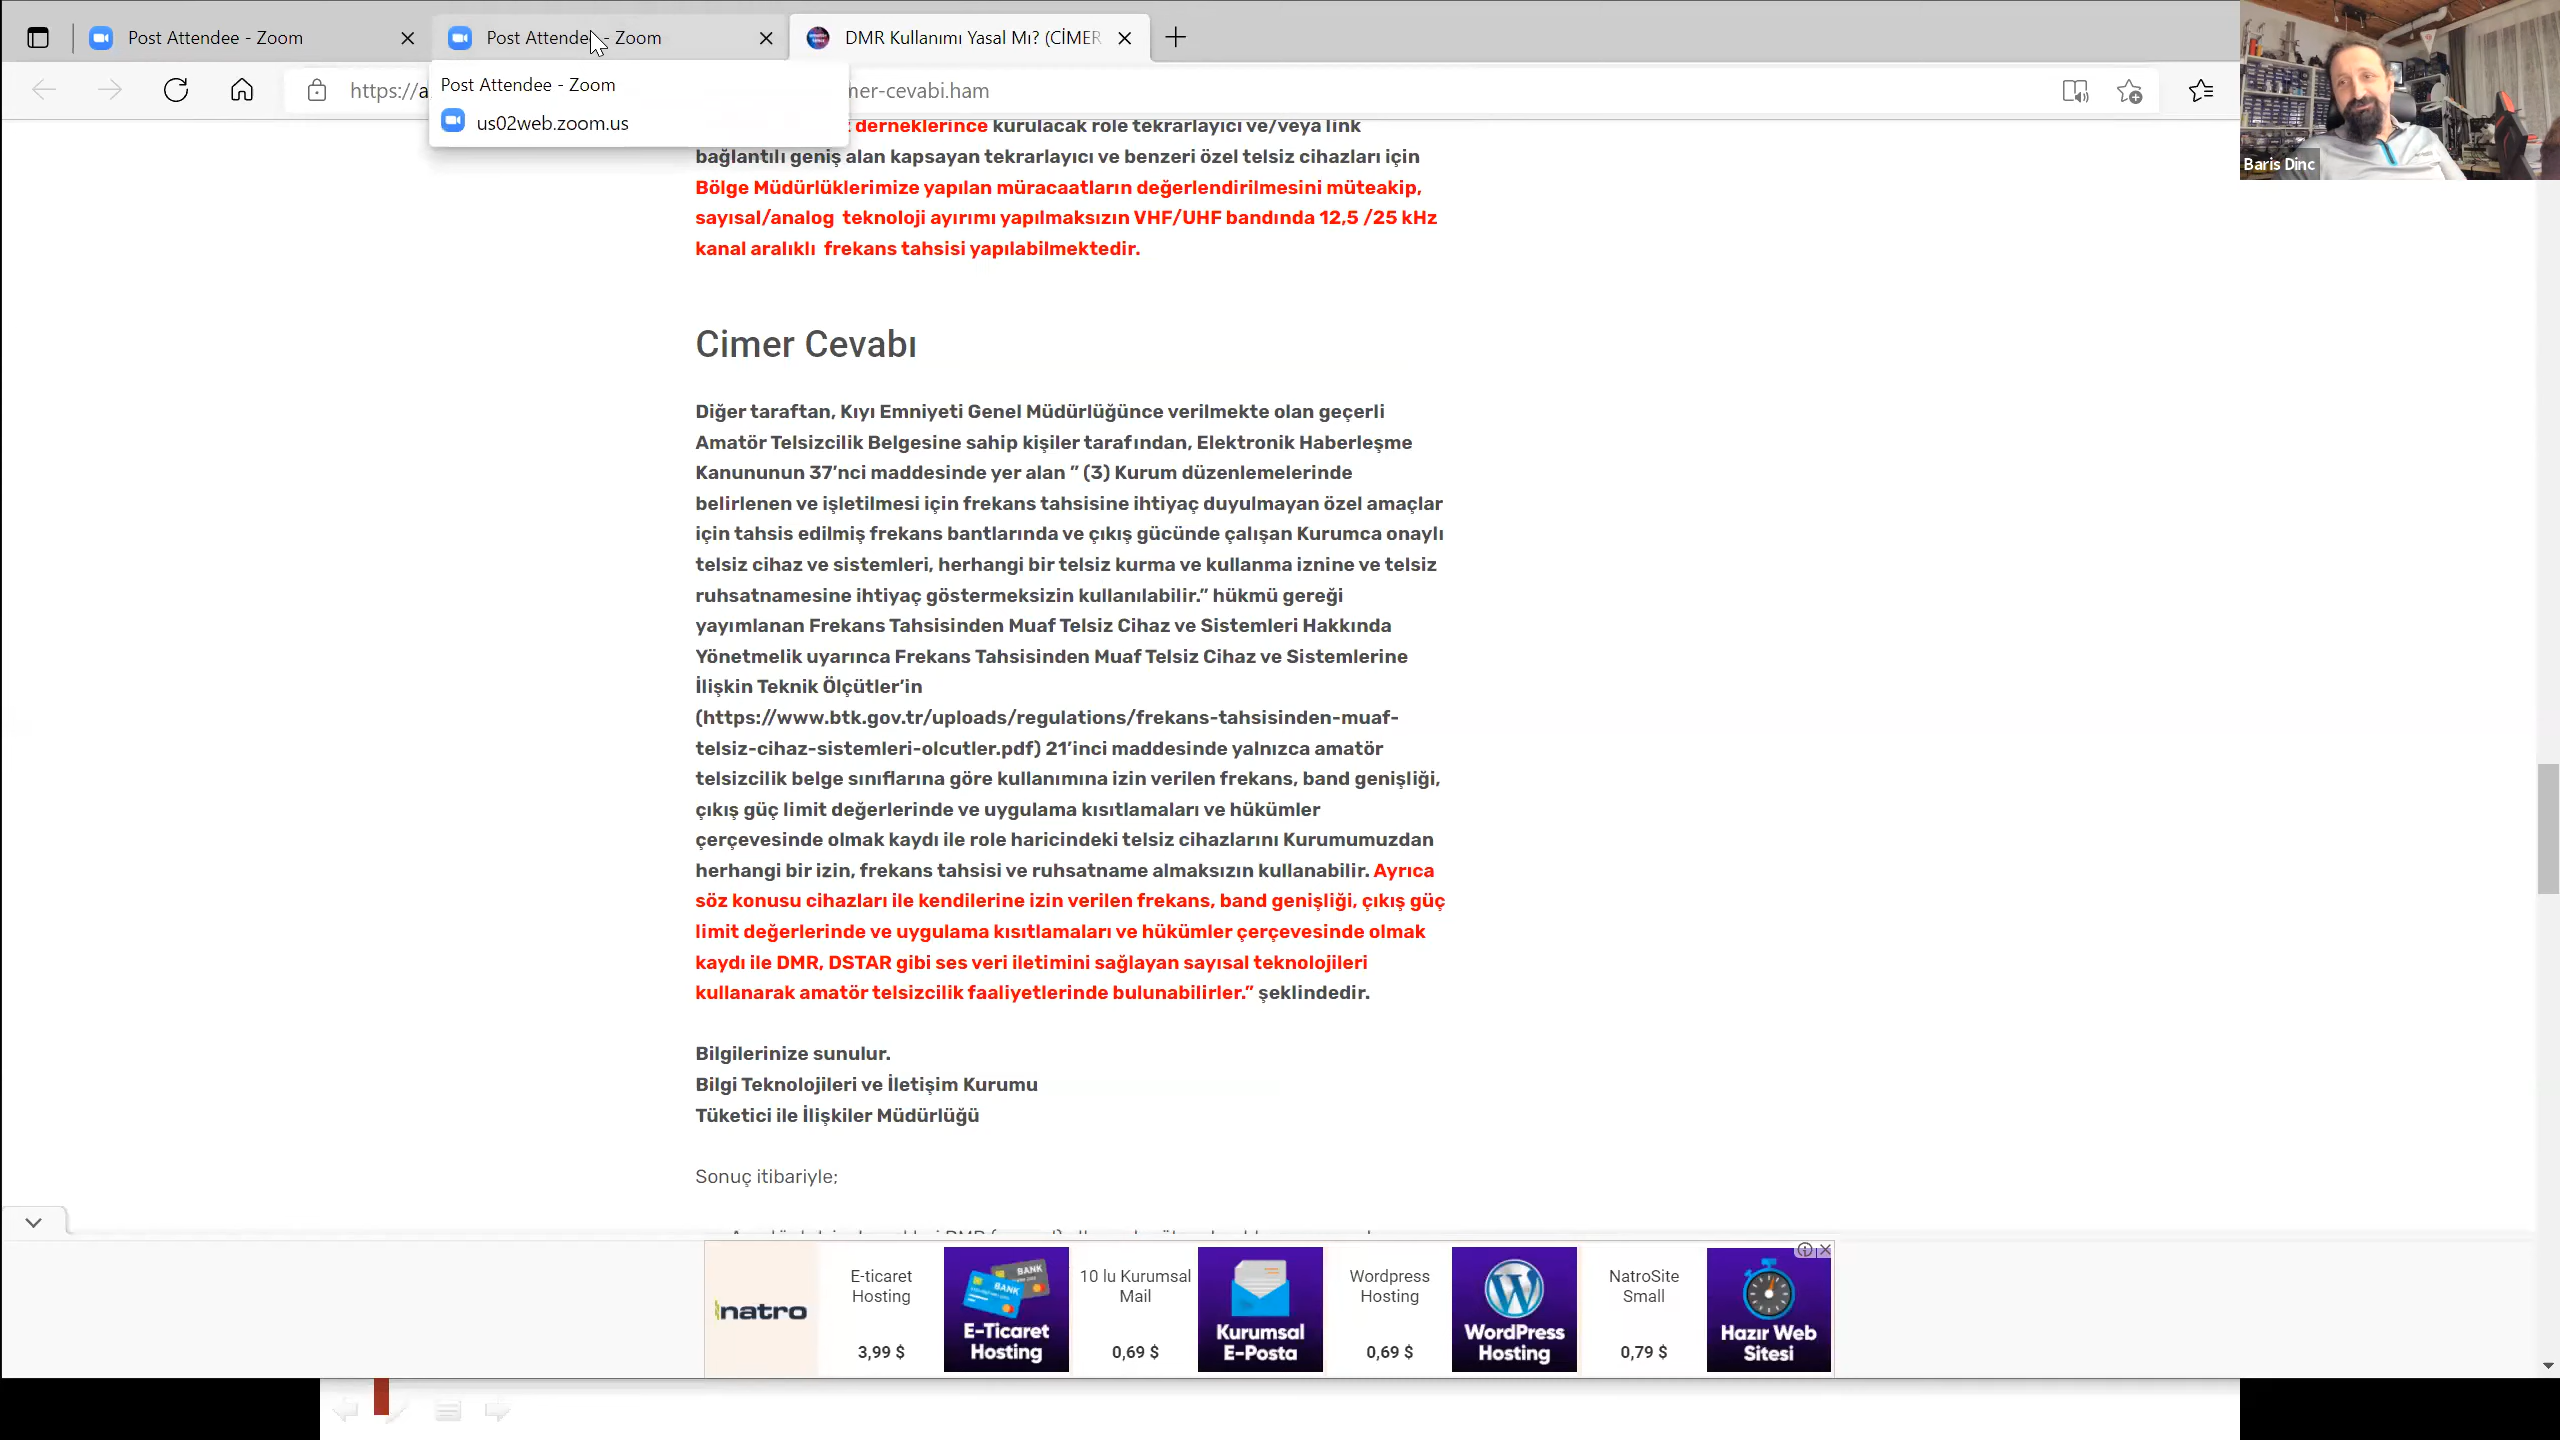 Post Attendee - Zoom
Post Attendee - Zoom
DMR Kullanımı Yasal Mı? (CİMER
https://a
ner-cevabi.ham
Post Attendee - Zoom
us02web.zoom.us
Baris Dinc
derneklerince kurulacak role tekrarlayıcı ve/veya link
bağlantılı geniş alan kapsayan tekrarlayıcı ve benzeri özel telsiz cihazları için
Bölge Müdürlüklerimize yapılan müracaatların değerlendirilmesini müteakip,
sayısal/analog teknoloji ayırımı yapılmaksızın VHF/UHF bandında 12,5 /25 kHz
kanal aralıklı frekans tahsisi yapılabilmektedir.
Cimer Cevabı
Diğer taraftan, Kıyı Emniyeti Genel Müdürlüğünce verilmekte olan geçerli
Amatör Telsizcilik Belgesine sahip kişiler tarafından, Elektronik Haberleşme
Kanununun 37’nci maddesinde yer alan ” (3) Kurum düzenlemelerinde
belirlenen ve işletilmesi için frekans tahsisine ihtiyaç duyulmayan özel amaçlar
için tahsis edilmiş frekans bantlarında ve çıkış gücünde çalışan Kurumca onaylı
telsiz cihaz ve sistemleri, herhangi bir telsiz kurma ve kullanma iznine ve telsiz
ruhsatnamesine ihtiyaç göstermeksizin kullanılabilir.” hükmü gereği
yayımlanan Frekans Tahsisinden Muaf Telsiz Cihaz ve Sistemleri Hakkında
Yönetmelik uyarınca Frekans Tahsisinden Muaf Telsiz Cihaz ve Sistemlerine
İlişkin Teknik Ölçütler’in
(https://www.btk.gov.tr/uploads/regulations/frekans-tahsisinden-muaf-
telsiz-cihaz-sistemleri-olcutler.pdf) 21’inci maddesinde yalnızca amatör
telsizcilik belge sınıflarına göre kullanımına izin verilen frekans, band genişliği,
çıkış güç limit değerlerinde ve uygulama kısıtlamaları ve hükümler
çerçevesinde olmak kaydı ile role haricindeki telsiz cihazlarını Kurumumuzdan
herhangi bir izin, frekans tahsisi ve ruhsatname almaksızın kullanabilir. Ayrıca
söz konusu cihazları ile kendilerine izin verilen frekans, band genişliği, çıkış güç
limit değerlerinde ve uygulama kısıtlamaları ve hükümler çerçevesinde olmak
kaydı ile DMR, DSTAR gibi ses veri iletimini sağlayan sayısal teknolojileri
kullanarak amatör telsizcilik faaliyetlerinde bulunabilirler.” şeklindedir.
Bilgilerinize sunulur.
Bilgi Teknolojileri ve İletişim Kurumu
Tüketici ile İlişkiler Müdürlüğü
Sonuç itibariyle;
natro
E-ticaret
Hosting
3,99 $
BANK
BANK
E-Ticaret
Hosting
10 lu Kurumsal
Mail
0,69 $
Kurumsal
E-Posta
Wordpress
Hosting
0,69 $
WordPress
Hosting
NatroSite
Small
0,79 $
Hazır Web
Sitesi